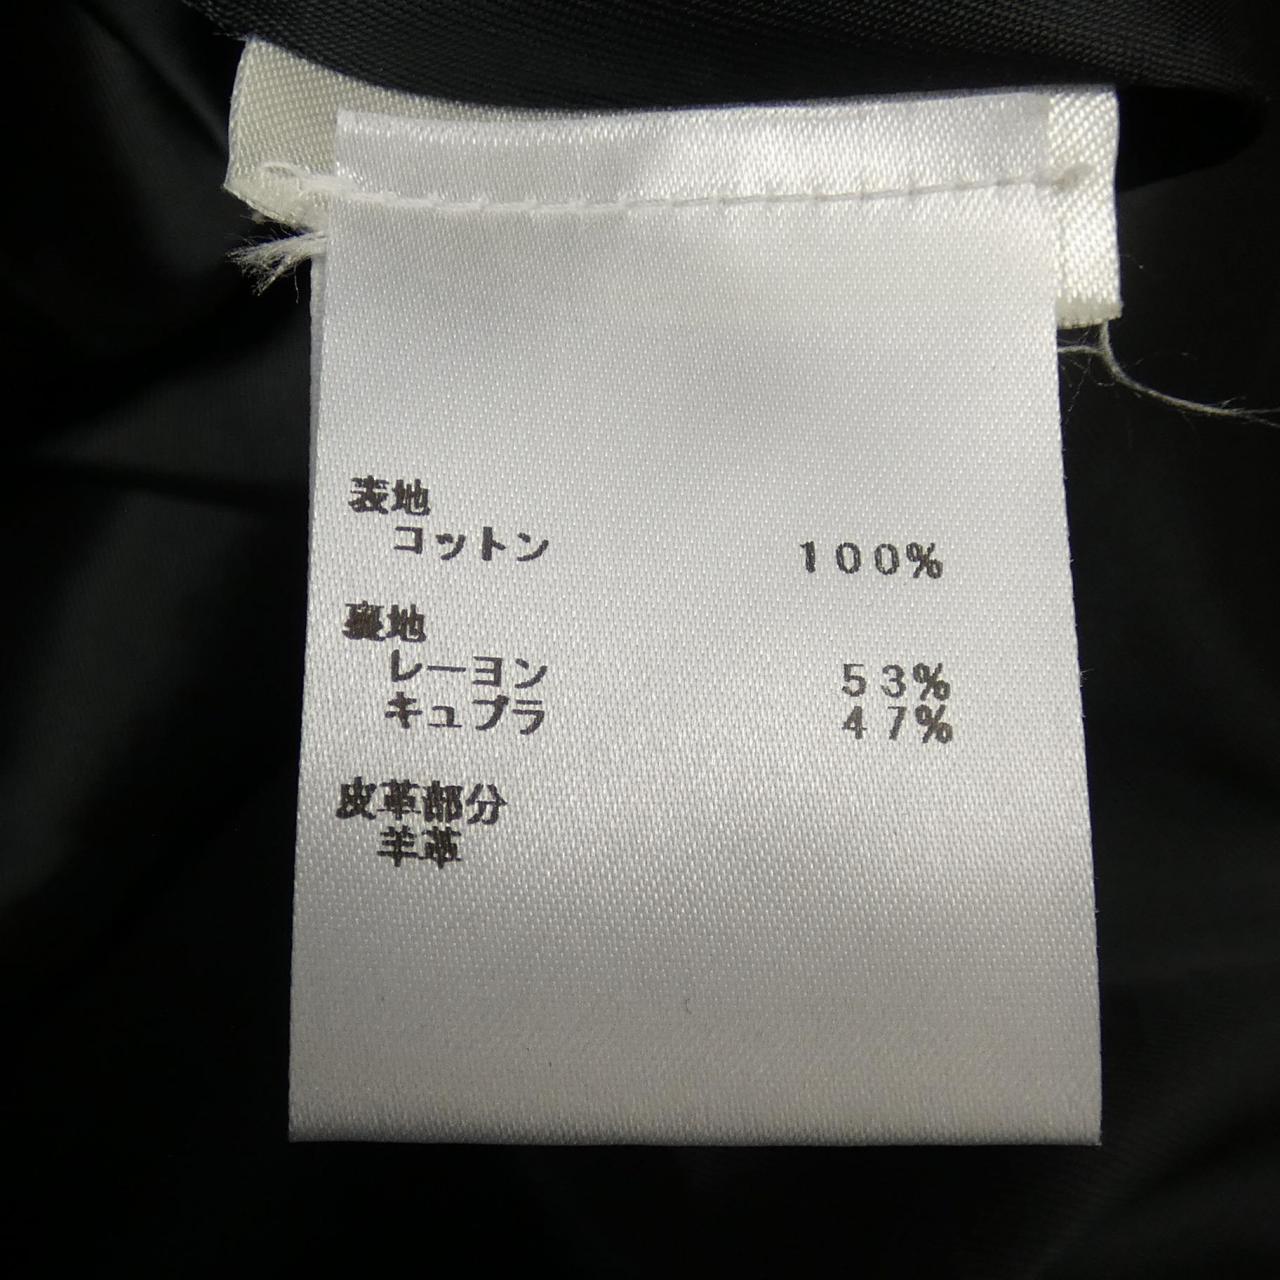 表地
コットン 100%
裏地
レーヨン 53%
キュプラ 47%
皮革部分
羊革